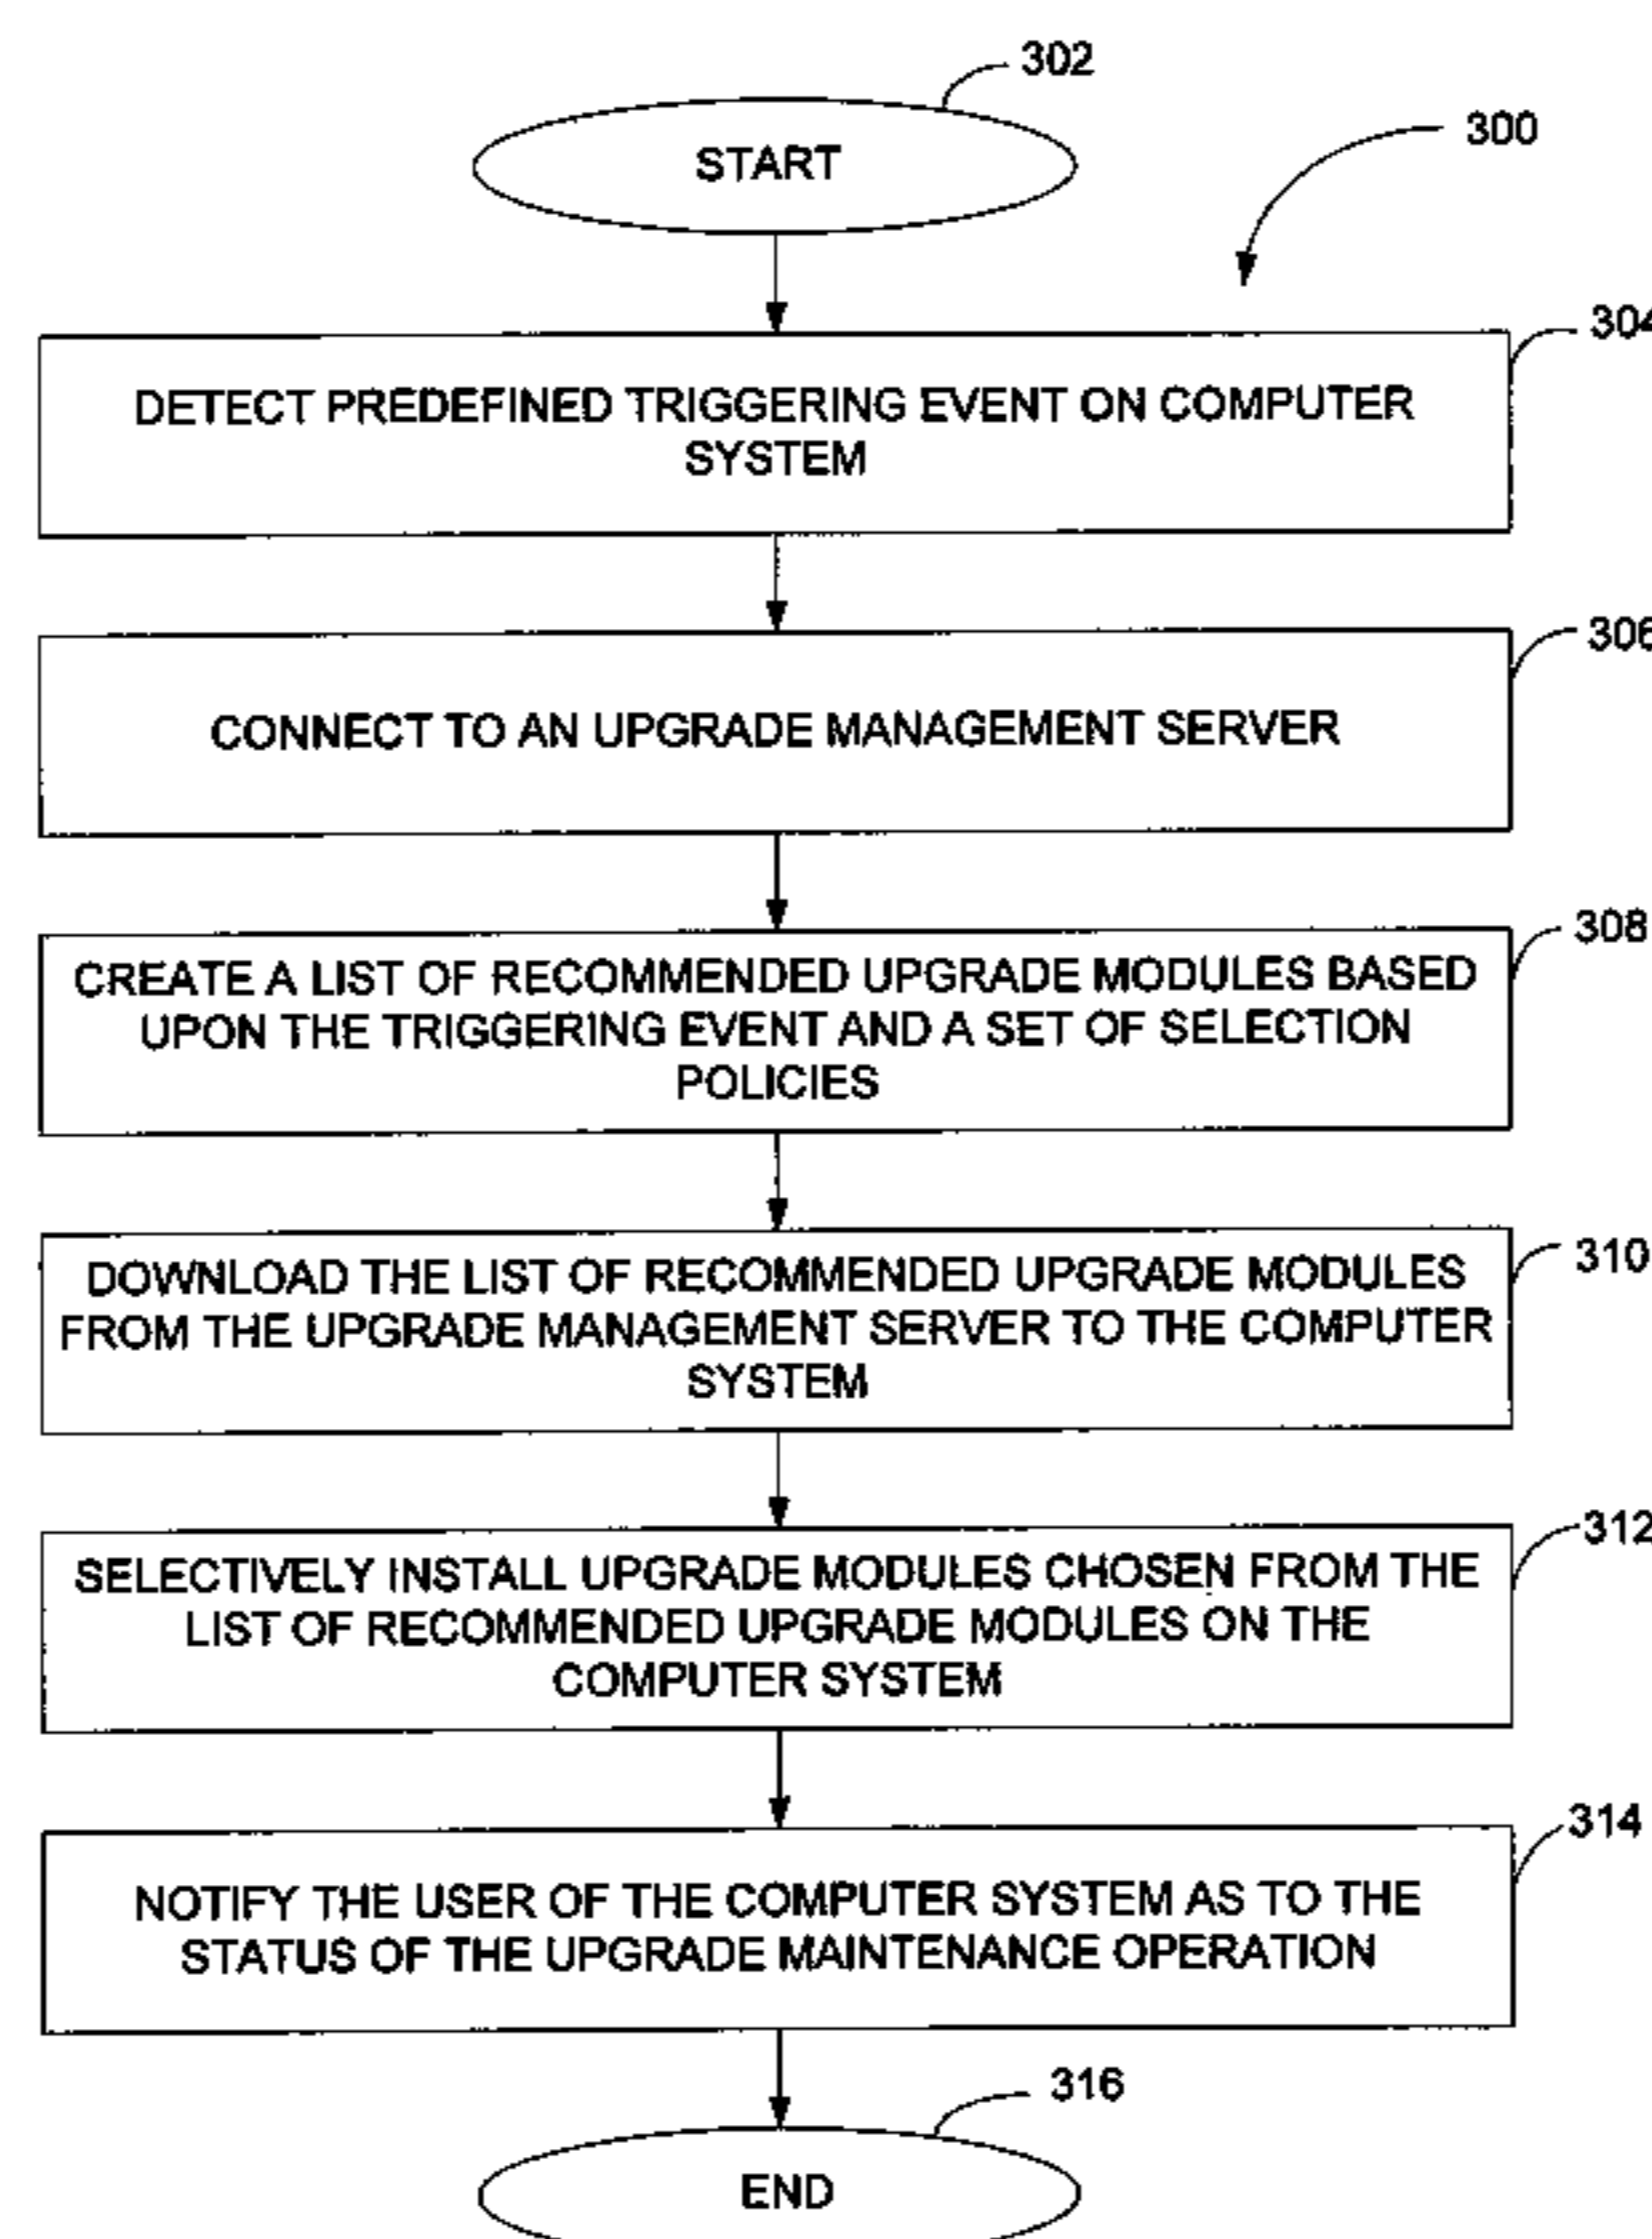 302
START
300
304
DETECT PREDEFINED TRIGGERING EVENT ON COMPUTER
SYSTEM
306
CONNECT TO AN UPGRADE MANAGEMENT SERVER
308
CREATE A LIST OF RECOMMENDED UPGRADE MODULES BASED
UPON THE TRIGGERING EVENT AND A SET OF SELECTION
POLICIES
310
DOWNLOAD THE LIST OF RECOMMENDED UPGRADE MODULES
FROM THE UPGRADE MANAGEMENT SERVER TO THE COMPUTER
SYSTEM
312
SELECTIVELY INSTALL UPGRADE MODULES CHOSEN FROM THE
LIST OF RECOMMENDED UPGRADE MODULES ON THE
COMPUTER SYSTEM
314
NOTIFY THE USER OF THE COMPUTER SYSTEM AS TO THE
STATUS OF THE UPGRADE MAINTENANCE OPERATION
316
END